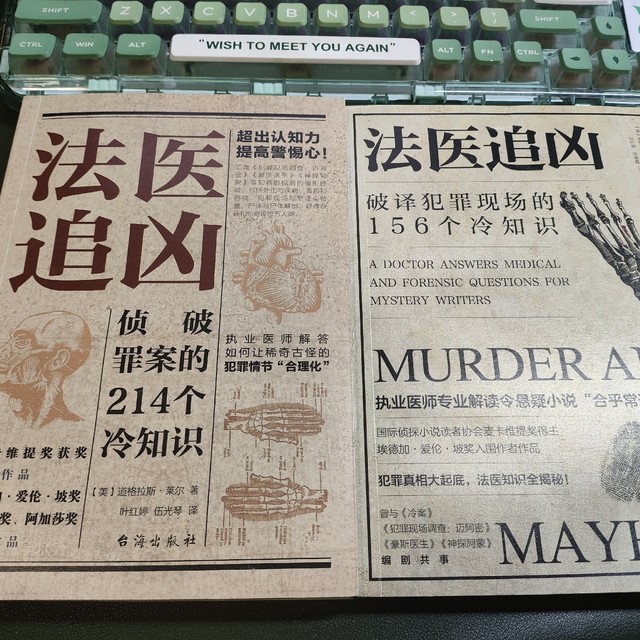 SHIFT
Z
X
C
V
B
N
M
SHIFT
CTRL
WIN
ALT
"WISH TO MEET YOU AGAIN"
ALT
FN
CTRL
法医
追凶
超出认知力
提高警惕心！
侦破
罪案的
214个
冷知识
执业医师解答
如何让稀奇古怪的
犯罪情节“合理化”
维提奖获奖
作品
·爱伦·坡奖
奖、阿加莎奖
品
【美】道格拉斯·莱尔 著
叶红婷 伍光琴 译
台海出版社
法医追凶
破译犯罪现场的
156个冷知识
A DOCTOR ANSWERS MEDICAL
AND FORENSIC QUESTIONS FOR
MYSTERY WRITERS
MURDER A
执业医师专业解读令悬疑小说“合乎常
国际侦探小说读者协会麦卡维提奖得主
埃德加·爱伦·坡奖入围作者作品
犯罪真相大起底，法医知识全揭秘！
曾与《冷案》
《犯罪现场调查：迈阿密》
《豪斯医生》《神探阿蒙》
编剧共事
MAYH